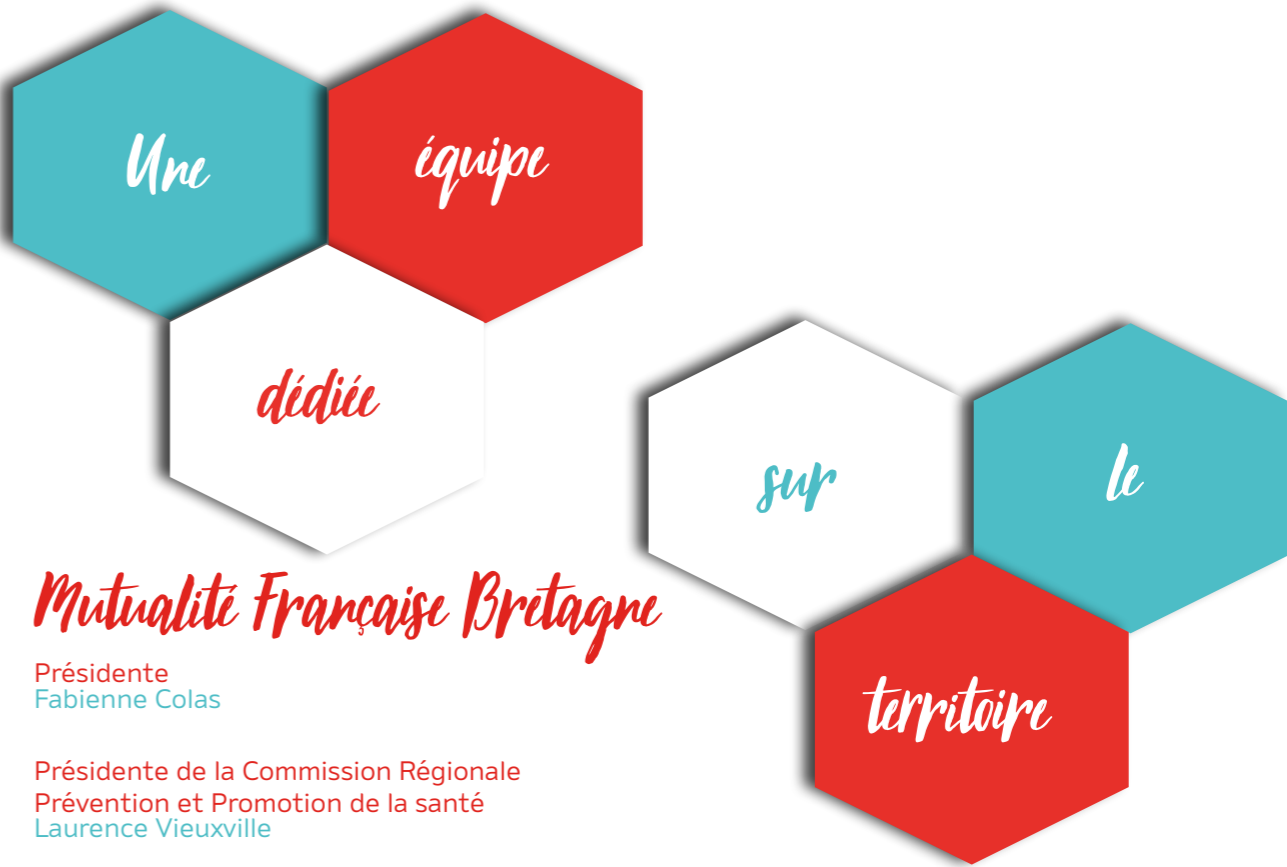 Une
équipe
dédiée
sur
le
territoire
Mutualité Française Bretagne
Présidente
Fabienne Colas
Présidente de la Commission Régionale
Prévention et Promotion de la santé
Laurence Vieuxville